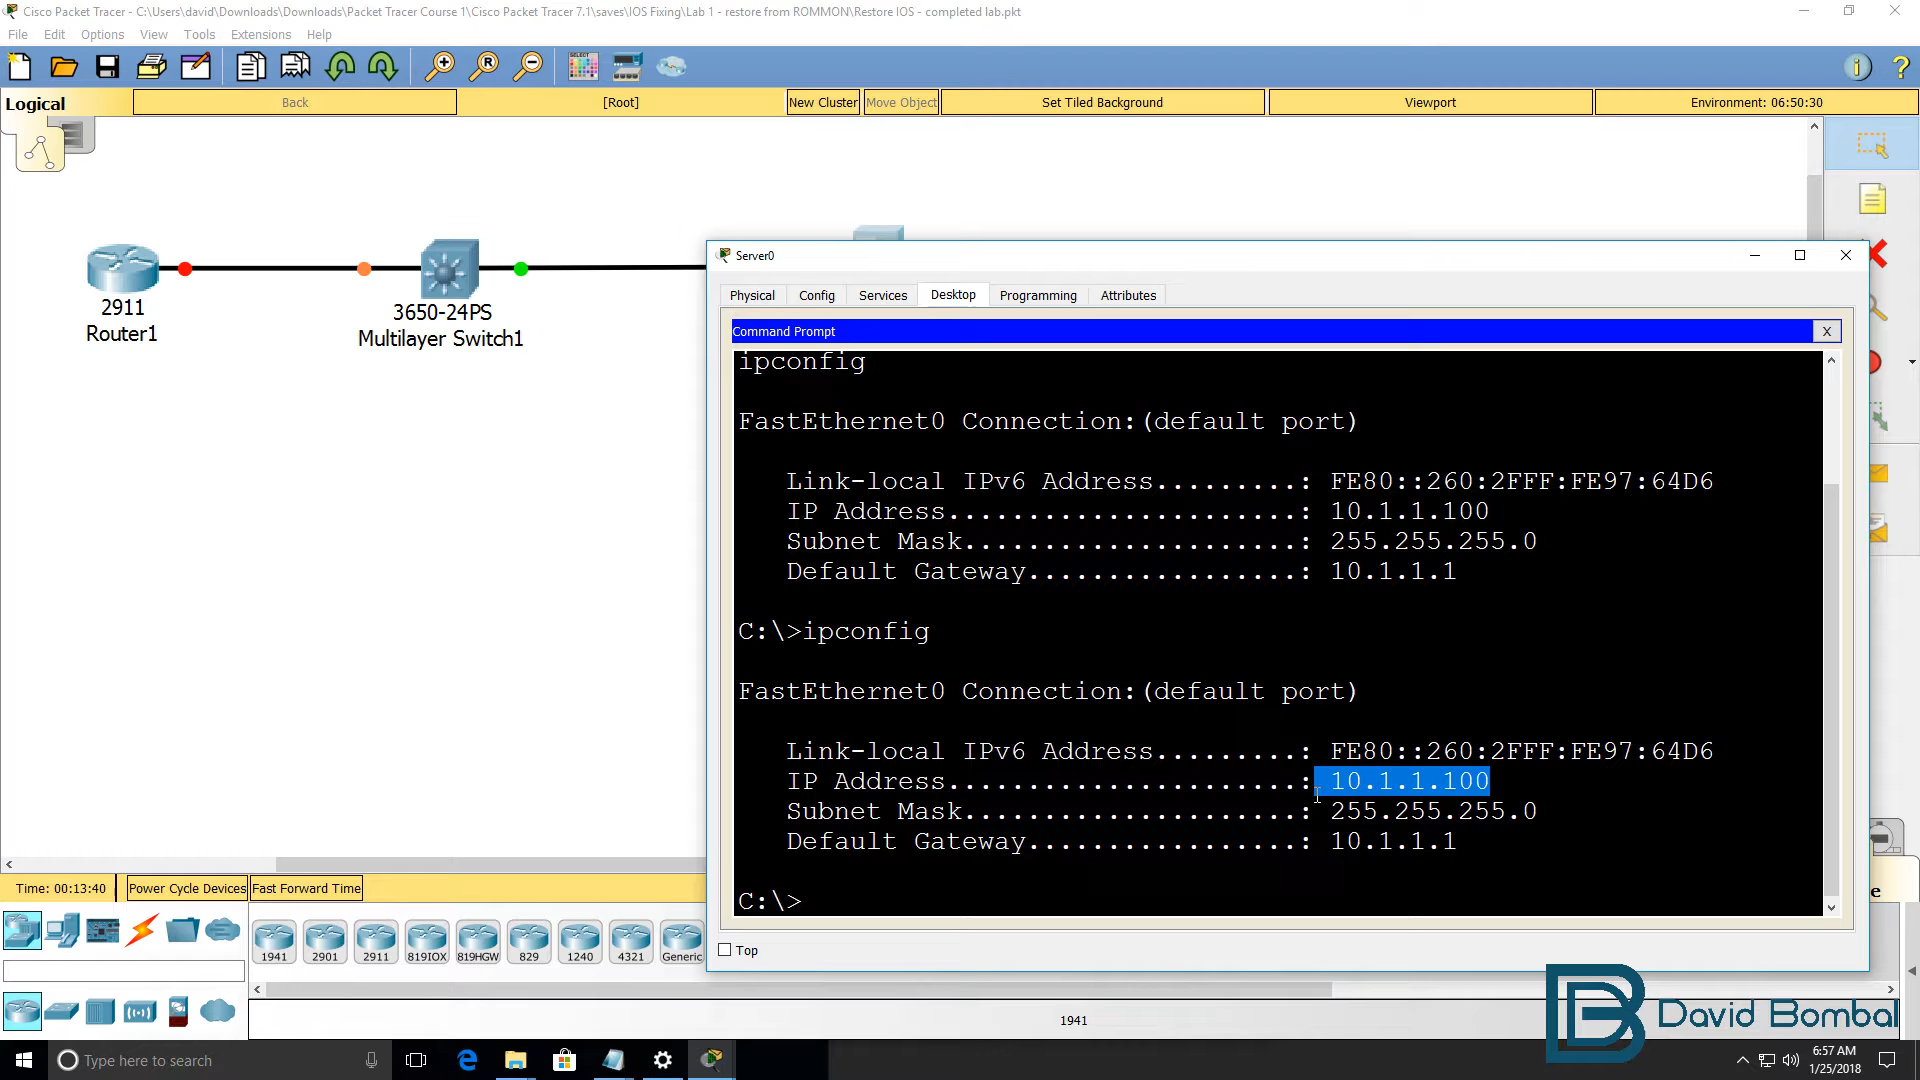 Cisco Packet Tracer - C:\Users\david\Downloads\Downloads\Packet Tracer Course 1\Cisco Packet Tracer 7.1\saves\IOS Fixing\Lab 1 - restore from ROMMON\Restore IOS - completed lab.pkt
File Edit Options View Tools Extensions Help
Logical Back [Root] New Cluster Move Object Set Tiled Background Viewport Environment: 06:50:30
2911
Router1
3650-24PS
Multilayer Switch1
Server0
Physical Config Services Desktop Programming Attributes
Command Prompt X
ipconfig
FastEthernet0 Connection:(default port)
Link-local IPv6 Address.........: FE80::260:2FFF:FE97:64D6
IP Address......................: 10.1.1.100
Subnet Mask.....................: 255.255.255.0
Default Gateway.................: 10.1.1.1
C:\>ipconfig
FastEthernet0 Connection:(default port)
Link-local IPv6 Address.........: FE80::260:2FFF:FE97:64D6
IP Address......................: 10.1.1.100
Subnet Mask.....................: 255.255.255.0
Default Gateway.................: 10.1.1.1
C:\>
Top
Time: 00:13:40 Power Cycle Devices Fast Forward Time
1941 2901 2911 819IOX 819HGW 829 1240 4321 Generic
1941
David Bombal
Type here to search
6:57 AM
1/25/2018